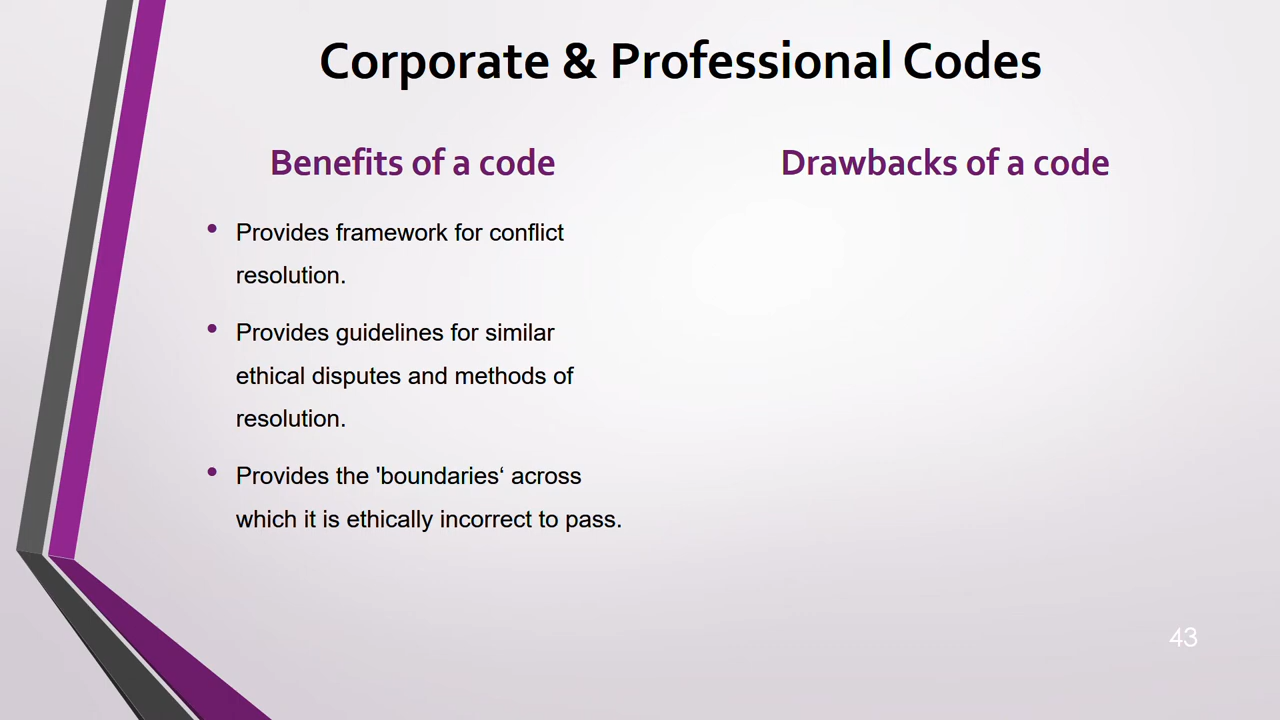 Corporate & Professional Codes
Benefits of a code
• Provides framework for conflict
resolution.
• Provides guidelines for similar
ethical disputes and methods of
resolution.
• Provides the 'boundaries‘ across
which it is ethically incorrect to pass.
Drawbacks of a code
43